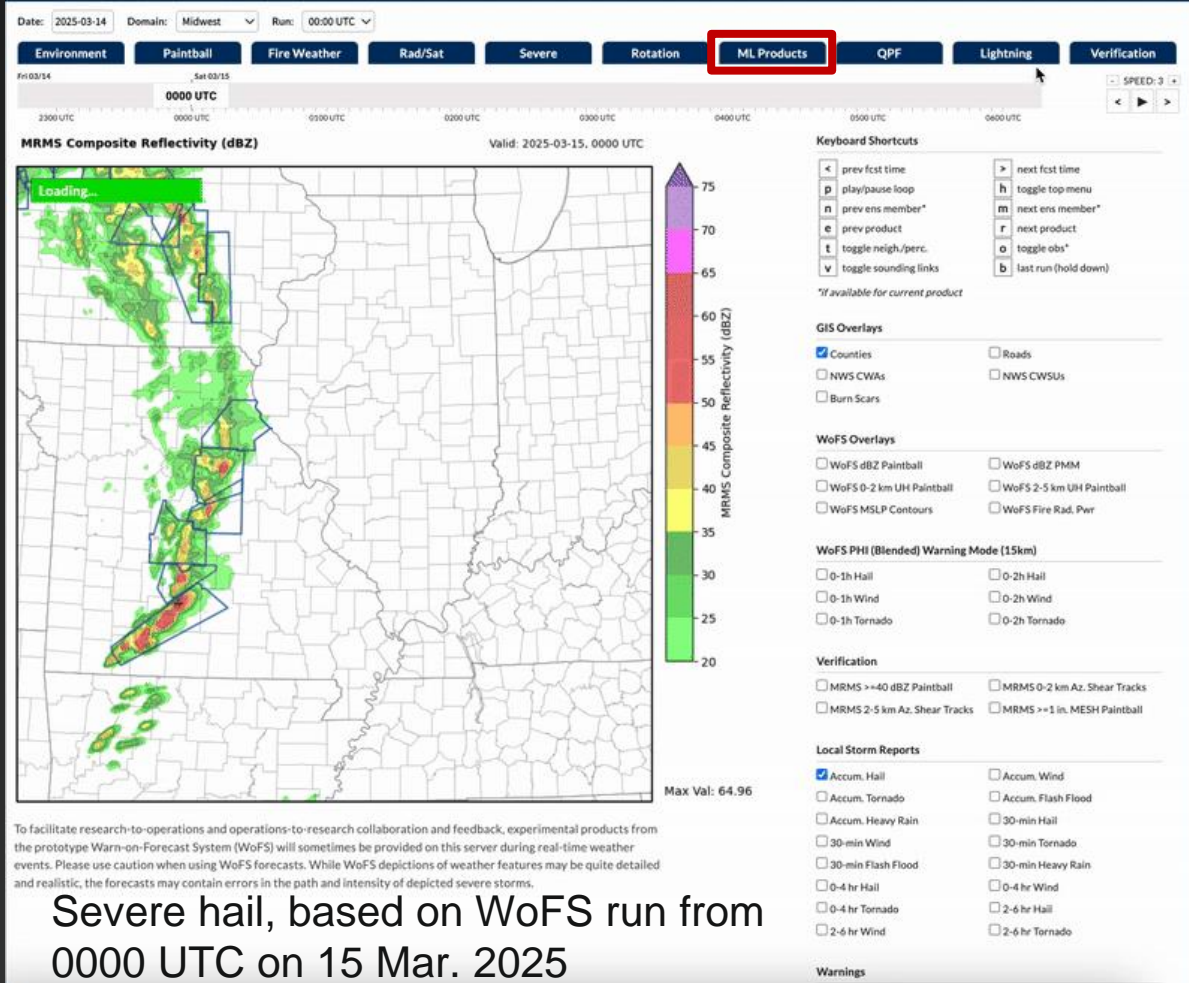 Date: 2025-03-14 Domain: Midwest Run: 00:00 UTC
Environment Paintball Fire Weather Rad/Sat Severe Rotation ML Products QPF Lightning Verification
Fri 03/14 Sat 03/15
- SPEED: 3 +
0000 UTC
< ▶ >
2300 UTC 0000 UTC 0100 UTC 0200 UTC 0300 UTC 0400 UTC 0500 UTC 0600 UTC
MRMS Composite Reflectivity (dBZ) Valid: 2025-03-15, 0000 UTC
Loading...
75
70
65
60
55
50
45
40
35
30
25
20
MRMS Composite Reflectivity (dBZ)
Max Val: 64.96
Keyboard Shortcuts
< prev fcst time > next fcst time
p play/pause loop h toggle top menu
n prev ens member* m next ens member*
e prev product r next product
t toggle neigh./perc. o toggle obs*
v toggle sounding links b last run (hold down)
*if available for current product
GIS Overlays
Counties Roads
NWS CWAs NWS CWSUs
Burn Scars
WoFS Overlays
WoFS dBZ Paintball WoFS dBZ PMM
WoFS 0-2 km UH Paintball WoFS 2-5 km UH Paintball
WoFS MSLP Contours WoFS Fire Rad. Pwr
WoFS PHI (Blended) Warning Mode (15km)
0-1h Hail 0-2h Hail
0-1h Wind 0-2h Wind
0-1h Tornado 0-2h Tornado
Verification
MRMS >=40 dBZ Paintball MRMS 0-2 km Az. Shear Tracks
MRMS 2-5 km Az. Shear Tracks MRMS >=1 in. MESH Paintball
Local Storm Reports
Accum. Hail Accum. Wind
Accum. Tornado Accum. Flash Flood
Accum. Heavy Rain 30-min Hail
30-min Wind 30-min Tornado
30-min Flash Flood 30-min Heavy Rain
0-4 hr Hail 0-4 hr Wind
0-4 hr Tornado 2-6 hr Hail
2-6 hr Wind 2-6 hr Tornado
Warnings
To facilitate research-to-operations and operations-to-research collaboration and feedback, experimental products from
the prototype Warn-on-Forecast System (WoFS) will sometimes be provided on this server during real-time weather
events. Please use caution when using WoFS forecasts. While WoFS depictions of weather features may be quite detailed
and realistic, the forecasts may contain errors in the path and intensity of depicted severe storms.
Severe hail, based on WoFS run from
0000 UTC on 15 Mar. 2025